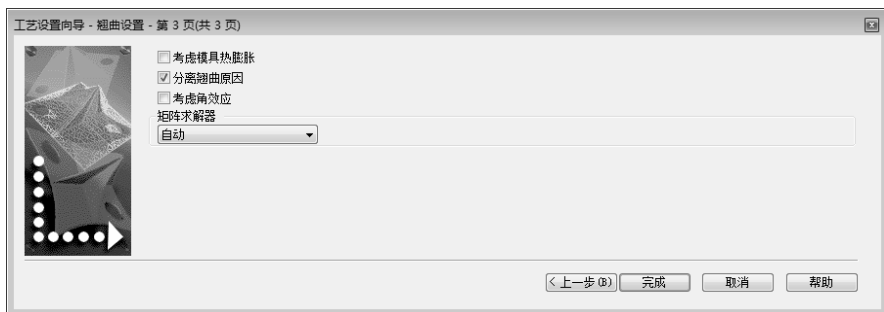 工艺设置向导 - 翘曲设置 - 第 3 页(共 3 页)
考虑模具热膨胀
分离翘曲原因
考虑角效应
矩阵求解器
自动
< 上一步(B)
完成
取消
帮助